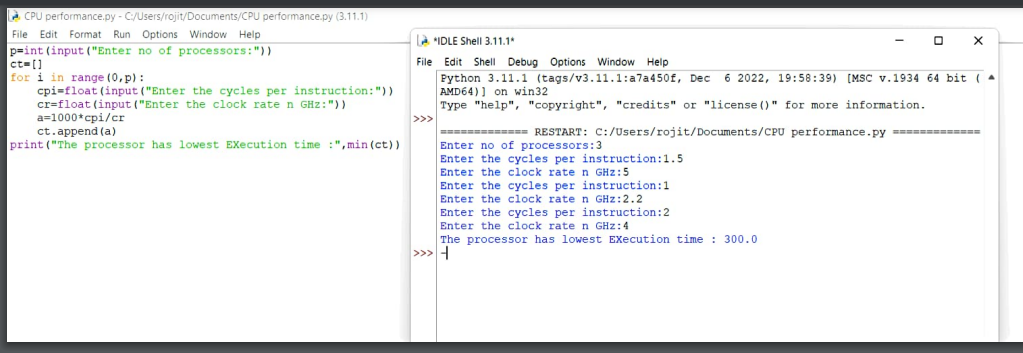 CPU performance.py - C:/Users/rojit/Documents/CPU performance.py (3.11.1)
File Edit Format Run Options Window Help
p=int(input("Enter no of processors:"))
ct=[]
for i in range(0,p):
    cpi=float(input("Enter the cycles per instruction:"))
    cr=float(input("Enter the clock rate n GHz:"))
    a=1000*cpi/cr
    ct.append(a)
print("The processor has lowest EXecution time :",min(ct))
*IDLE Shell 3.11.1*
File Edit Shell Debug Options Window Help
Python 3.11.1 (tags/v3.11.1:a7a450f, Dec  6 2022, 19:58:39) [MSC v.1934 64 bit (
AMD64)] on win32
Type "help", "copyright", "credits" or "license()" for more information.
>>>
============= RESTART: C:/Users/rojit/Documents/CPU performance.py =============
Enter no of processors:3
Enter the cycles per instruction:1.5
Enter the clock rate n GHz:5
Enter the cycles per instruction:1
Enter the clock rate n GHz:2.2
Enter the cycles per instruction:2
Enter the clock rate n GHz:4
The processor has lowest EXecution time : 300.0
>>>